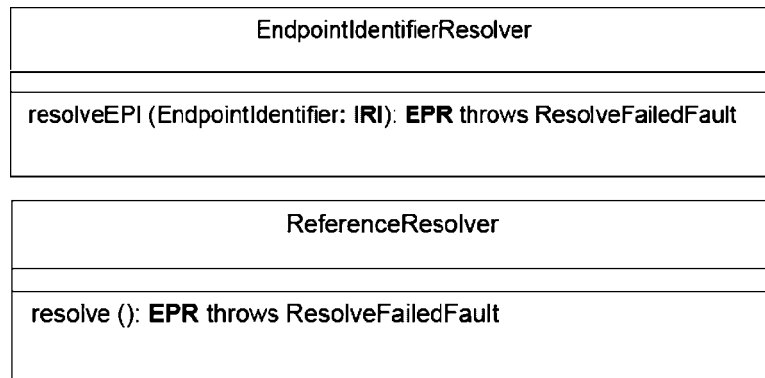 EndpointIdentifierResolver
resolveEPI (EndpointIdentifier: IRI): EPR throws ResolveFailedFault
ReferenceResolver
resolve (): EPR throws ResolveFailedFault